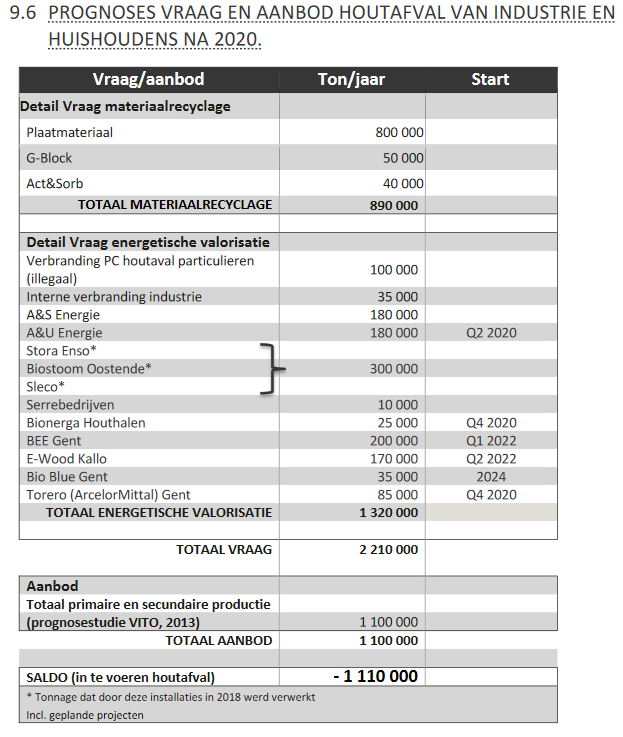 9.6 PROGNOSES VRAAG EN AANBOD HOUTAFVAL VAN INDUSTRIE EN
HUISHOUDENS NA 2020.
Vraag/aanbod Ton/jaar Start
Detail Vraag materiaalrecyclage
Plaatmateriaal 800 000
G-Block 50 000
Act&Sorb 40 000
TOTAAL MATERIAALRECYCLAGE 890 000
Detail Vraag energetische valorisatie
Verbranding PC houtaval particulieren
(illegaal) 100 000
Interne verbranding industrie 35 000
A&S Energie 180 000
A&U Energie 180 000 Q2 2020
Stora Enso*
Biostoom Oostende* 300 000
Sleco*
Serrebedrijven 10 000
Bionerga Houthalen 25 000 Q4 2020
BEE Gent 200 000 Q1 2022
E-Wood Kallo 170 000 Q2 2022
Bio Blue Gent 35 000 2024
Torero (ArcelorMittal) Gent 85 000 Q4 2020
TOTAAL ENERGETISCHE VALORISATIE 1 320 000
TOTAAL VRAAG 2 210 000
Aanbod
Totaal primaire en secundaire productie
(prognosestudie VITO, 2013) 1 100 000
TOTAAL AANBOD 1 100 000
SALDO (in te voeren houtafval) - 1 110 000
* Tonnage dat door deze installaties in 2018 werd verwerkt
Incl. geplande projecten